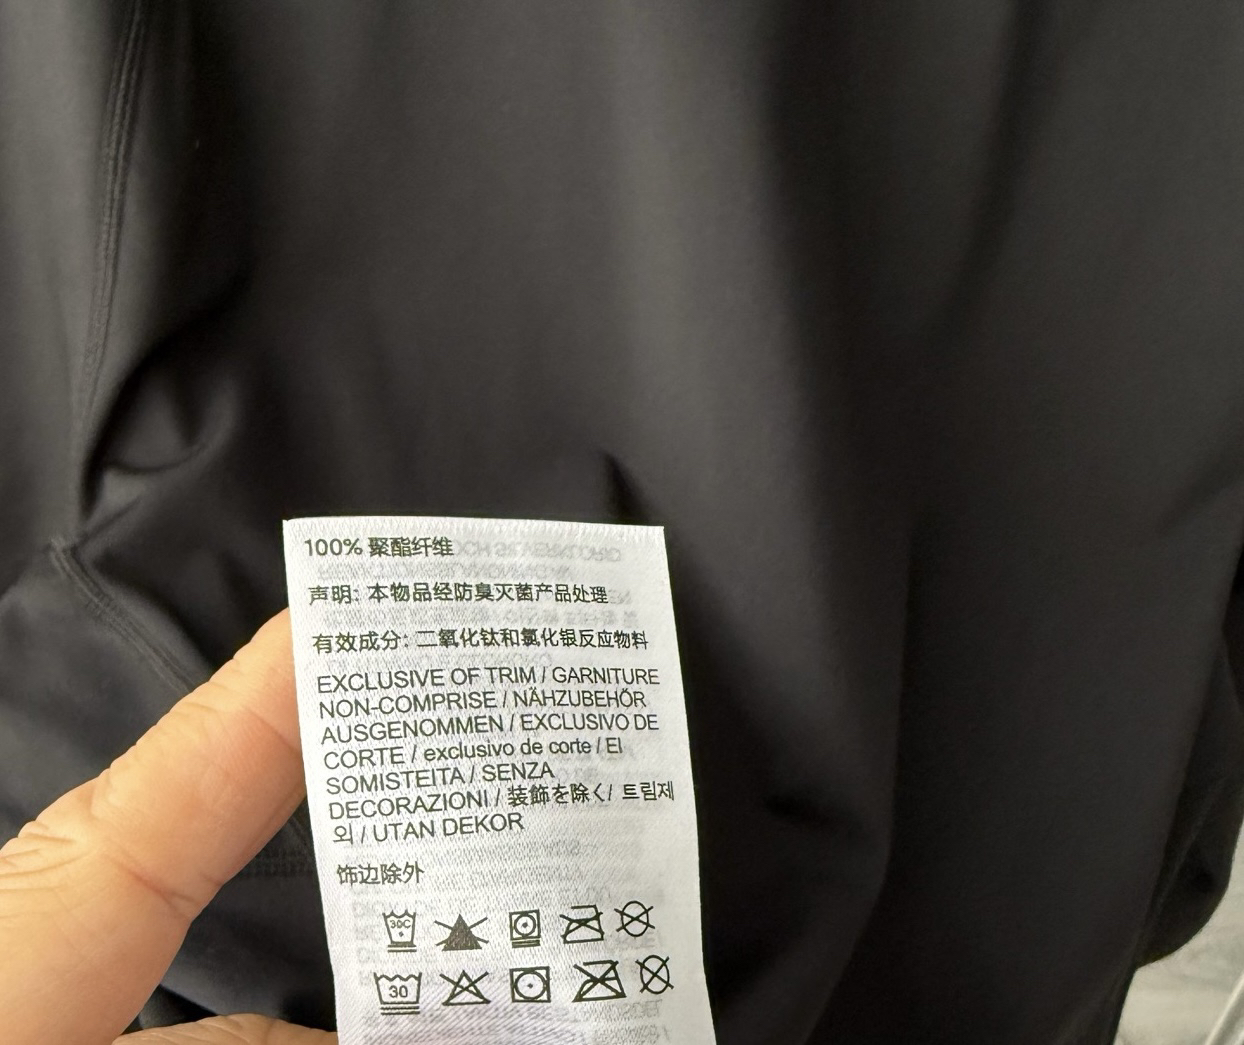 100% 聚酯纤维
声明: 本物品经防臭灭菌产品处理
有效成分: 二氧化钛和氯化银反应物料
EXCLUSIVE OF TRIM / GARNITURE
NON-COMPRISE / NÄHZUBEHÖR
AUSGENOMMEN / EXCLUSIVO DE
CORTE / exclusivo de corte / EI
SOMISTEITA / SENZA
DECORAZIONI / 装飾を除く/ 트림제
외 / UTAN DEKOR
饰边除外
30C
30